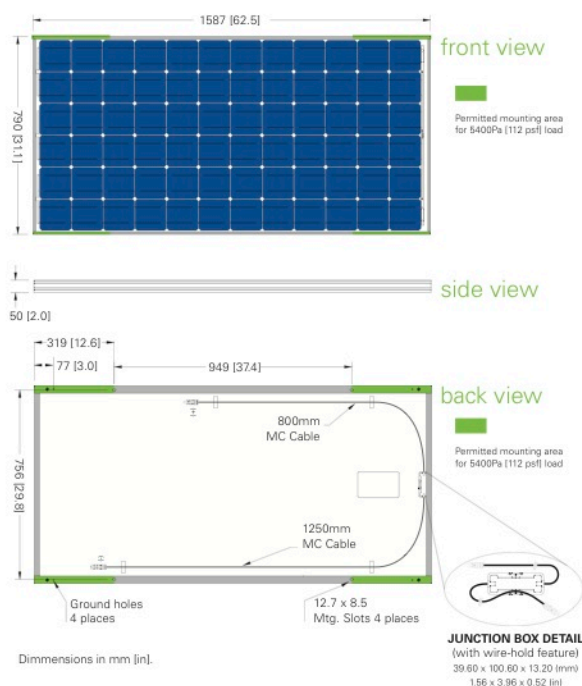 1587 [62.5]
front view
790 [31.1]
Permitted mounting area
for 5400Pa [112 psf] load
side view
50 [2.0]
319 [12.6]
77 [3.0]
949 [37.4]
back view
756 [29.8]
800mm
MC Cable
Permitted mounting area
for 5400Pa [112 psf] load
1250mm
MC Cable
Ground holes
4 places
12.7 x 8.5
Mtg. Slots 4 places
JUNCTION BOX DETAIL
(with wire-hold feature)
39.60 x 100.60 x 13.20 (mm)
1.56 x 3.96 x 0.52 (in)
Dimmensions in mm [in].